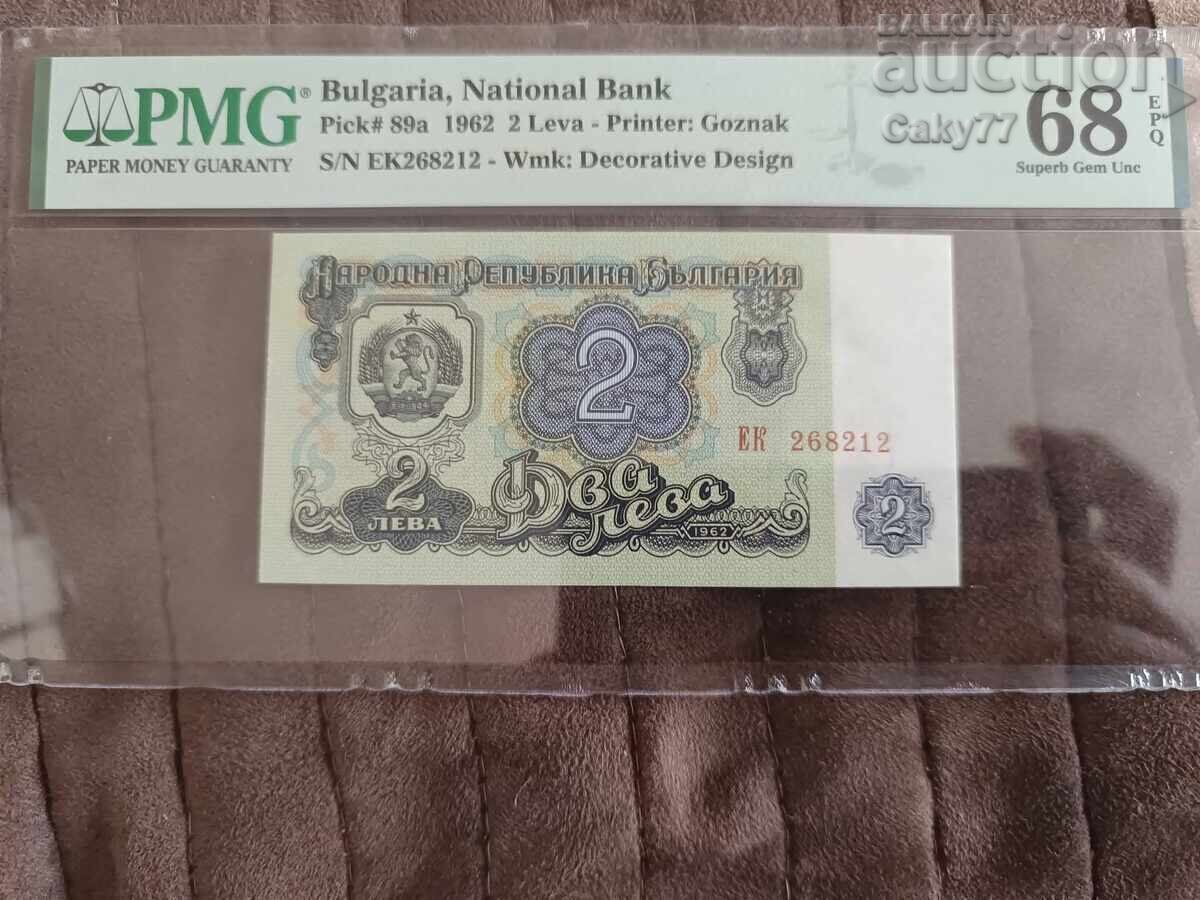 BALKAN
auction
Caky77
PMG®
PAPER MONEY GUARANTY
Bulgaria, National Bank
Pick# 89a 1962 2 Leva - Printer: Goznak
S/N EK268212 - Wmk: Decorative Design
68 EPQ
Superb Gem Unc
НАРОДНА РЕПУБЛИКА БЪЛГАРИЯ
2
ЕК 268212
2
ЛЕВА
Два
лева
1962
2